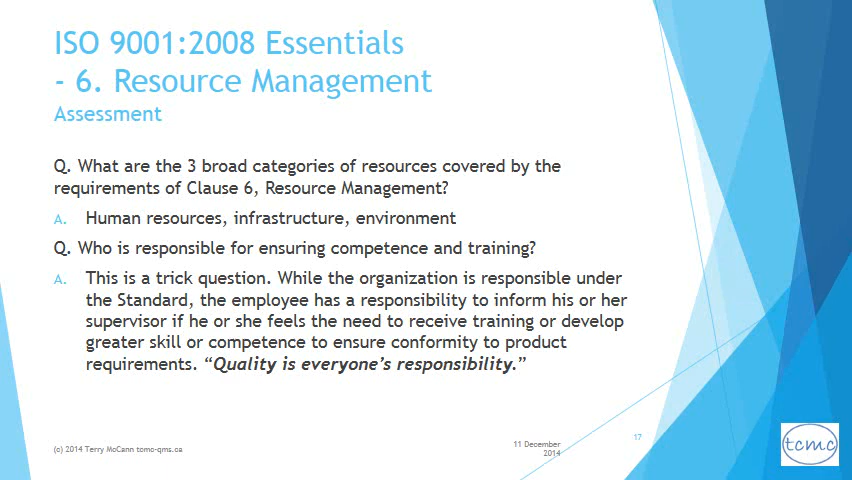 ISO 9001:2008 Essentials
- 6. Resource Management
Assessment
Q. What are the 3 broad categories of resources covered by the
requirements of Clause 6, Resource Management?
A. Human resources, infrastructure, environment
Q. Who is responsible for ensuring competence and training?
A. This is a trick question. While the organization is responsible under
the Standard, the employee has a responsibility to inform his or her
supervisor if he or she feels the need to receive training or develop
greater skill or competence to ensure conformity to product
requirements. “Quality is everyone’s responsibility.”
(c) 2014 Terry McCann tcmc-qms.ca
11 December
2014
17
tcmc